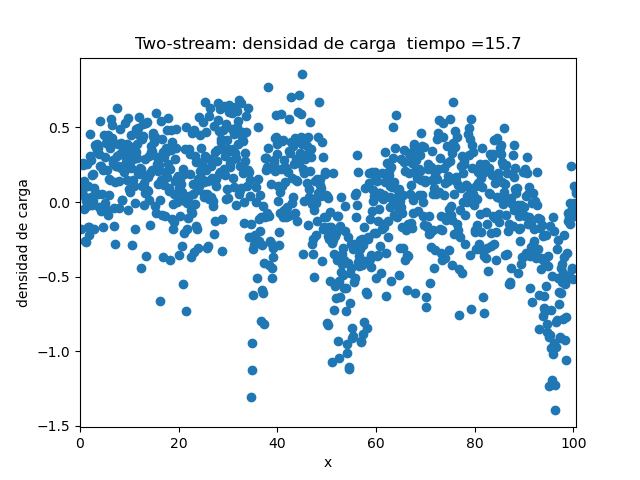 Two-stream: densidad de carga  tiempo =15.7
densidad de carga
0.5
0.0
−0.5
−1.0
−1.5
0 20 40 60 80 100
x